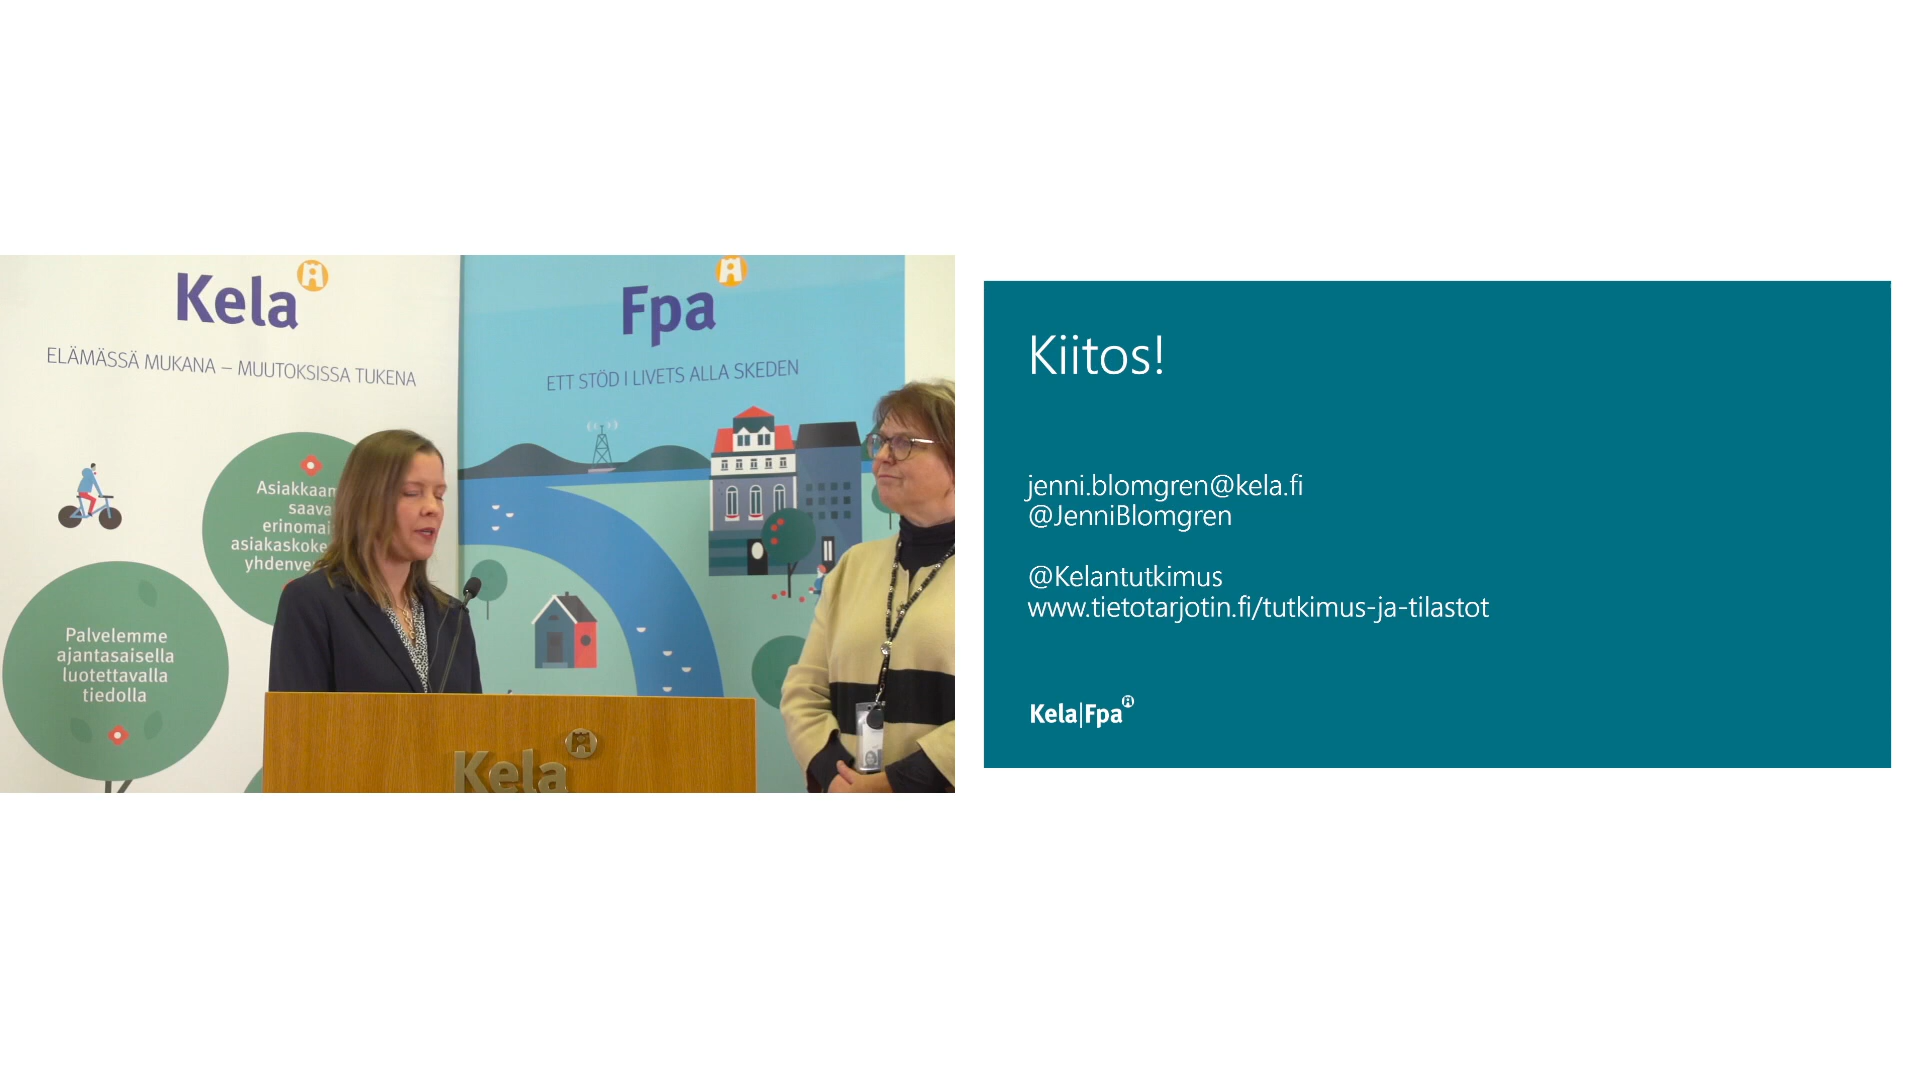 Kela
ELÄMÄSSÄ MUKANA – MUUTOKSISSA TUKENA
Palvelemme
ajantasaisella
luotettavalla
tiedolla
Fpa
ETT STÖD I LIVETS ALLA SKEDEN
Kela
Kiitos!
jenni.blomgren@kela.fi
@JenniBlomgren
@Kelantutkimus
www.tietotarjotin.fi/tutkimus-ja-tilastot
Kela|Fpa